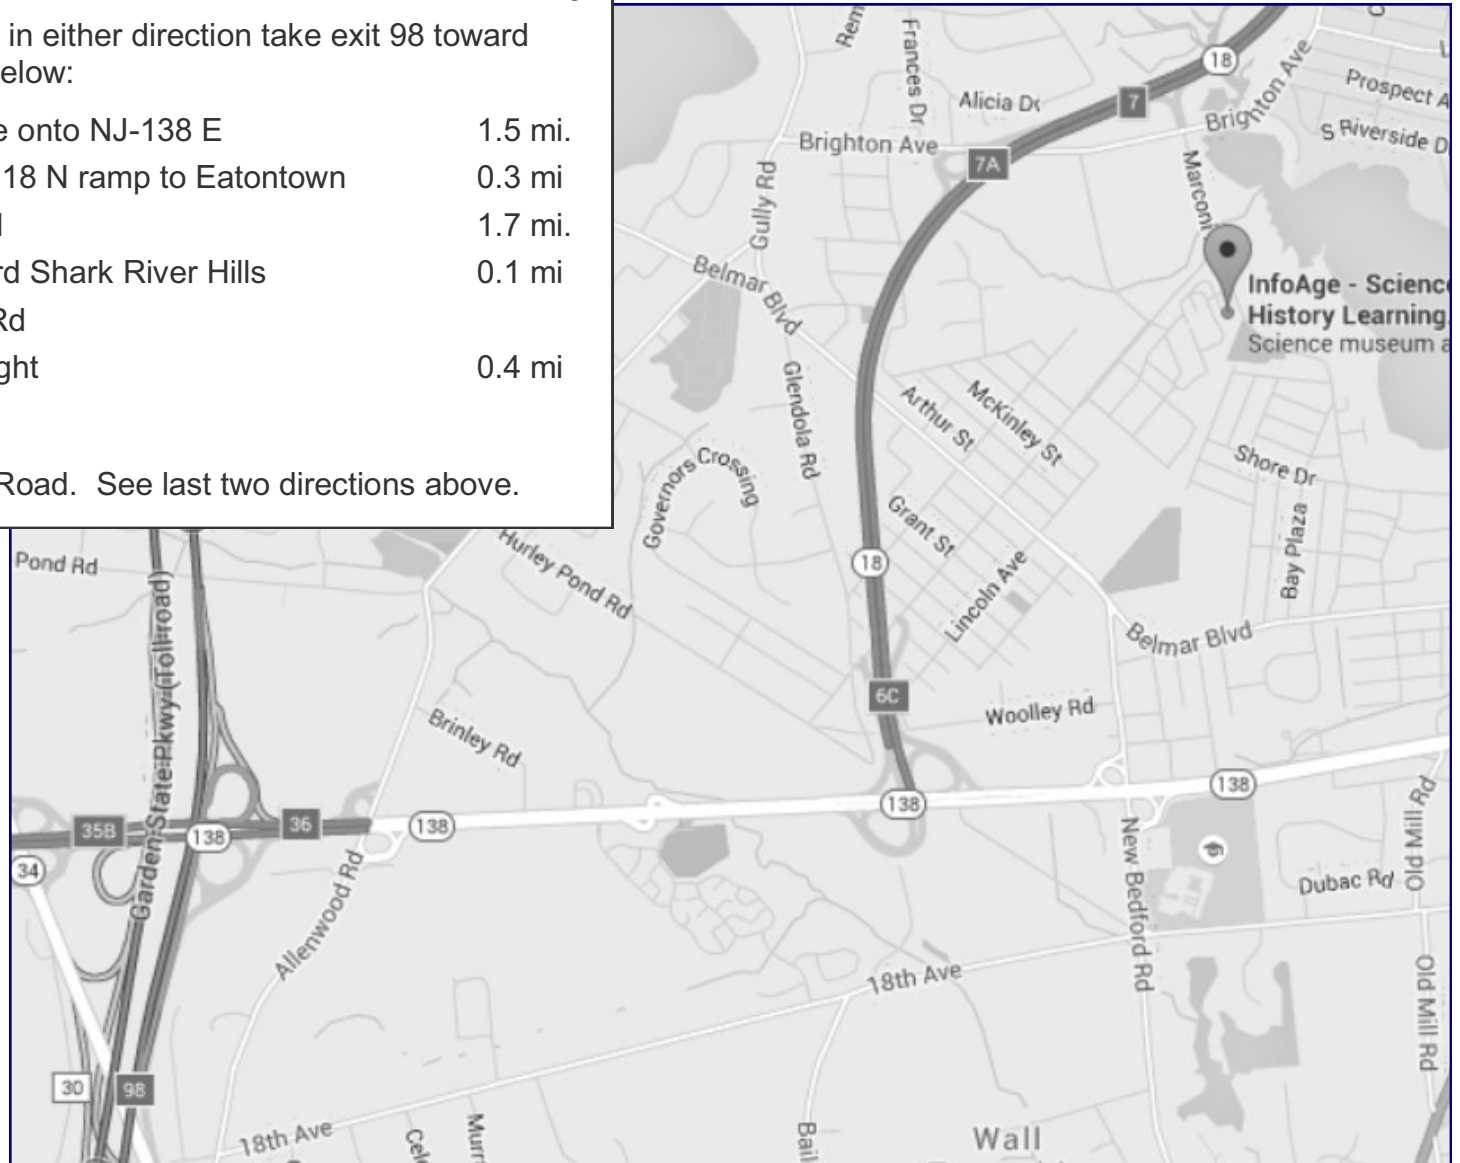 in either direction take exit 98 toward
elow:
e onto NJ-138 E 1.5 mi.
18 N ramp to Eatontown 0.3 mi
1.7 mi.
rd Shark River Hills 0.1 mi
Rd
ght 0.4 mi
Road. See last two directions above.
Rem
Frances Dr
Alicia Dr
18
7
Brighton Ave
Brighton Ave
Prospect A
S Riverside D
7A
Gully Rd
Marconi
Belmar Blvd
InfoAge - Science
History Learning.
Science museum a
Glendola Rd
Arthur St
McKinley St
Governors Crossing
Shore Dr
Grant St
Bay Plaza
Pond Rd
Hurley Pond Rd
18
Lincoln Ave
Belmar Blvd
Garden State Pkwy (Toll road)
6C
Woolley Rd
Brinley Rd
138
138
138
138
35B
36
34
Allenwood Rd
New Bedford Rd
Old Mill Rd
Dubac Rd
18th Ave
Old Mill Rd
30
98
18th Ave
Cele
Murr
Bail
Wall